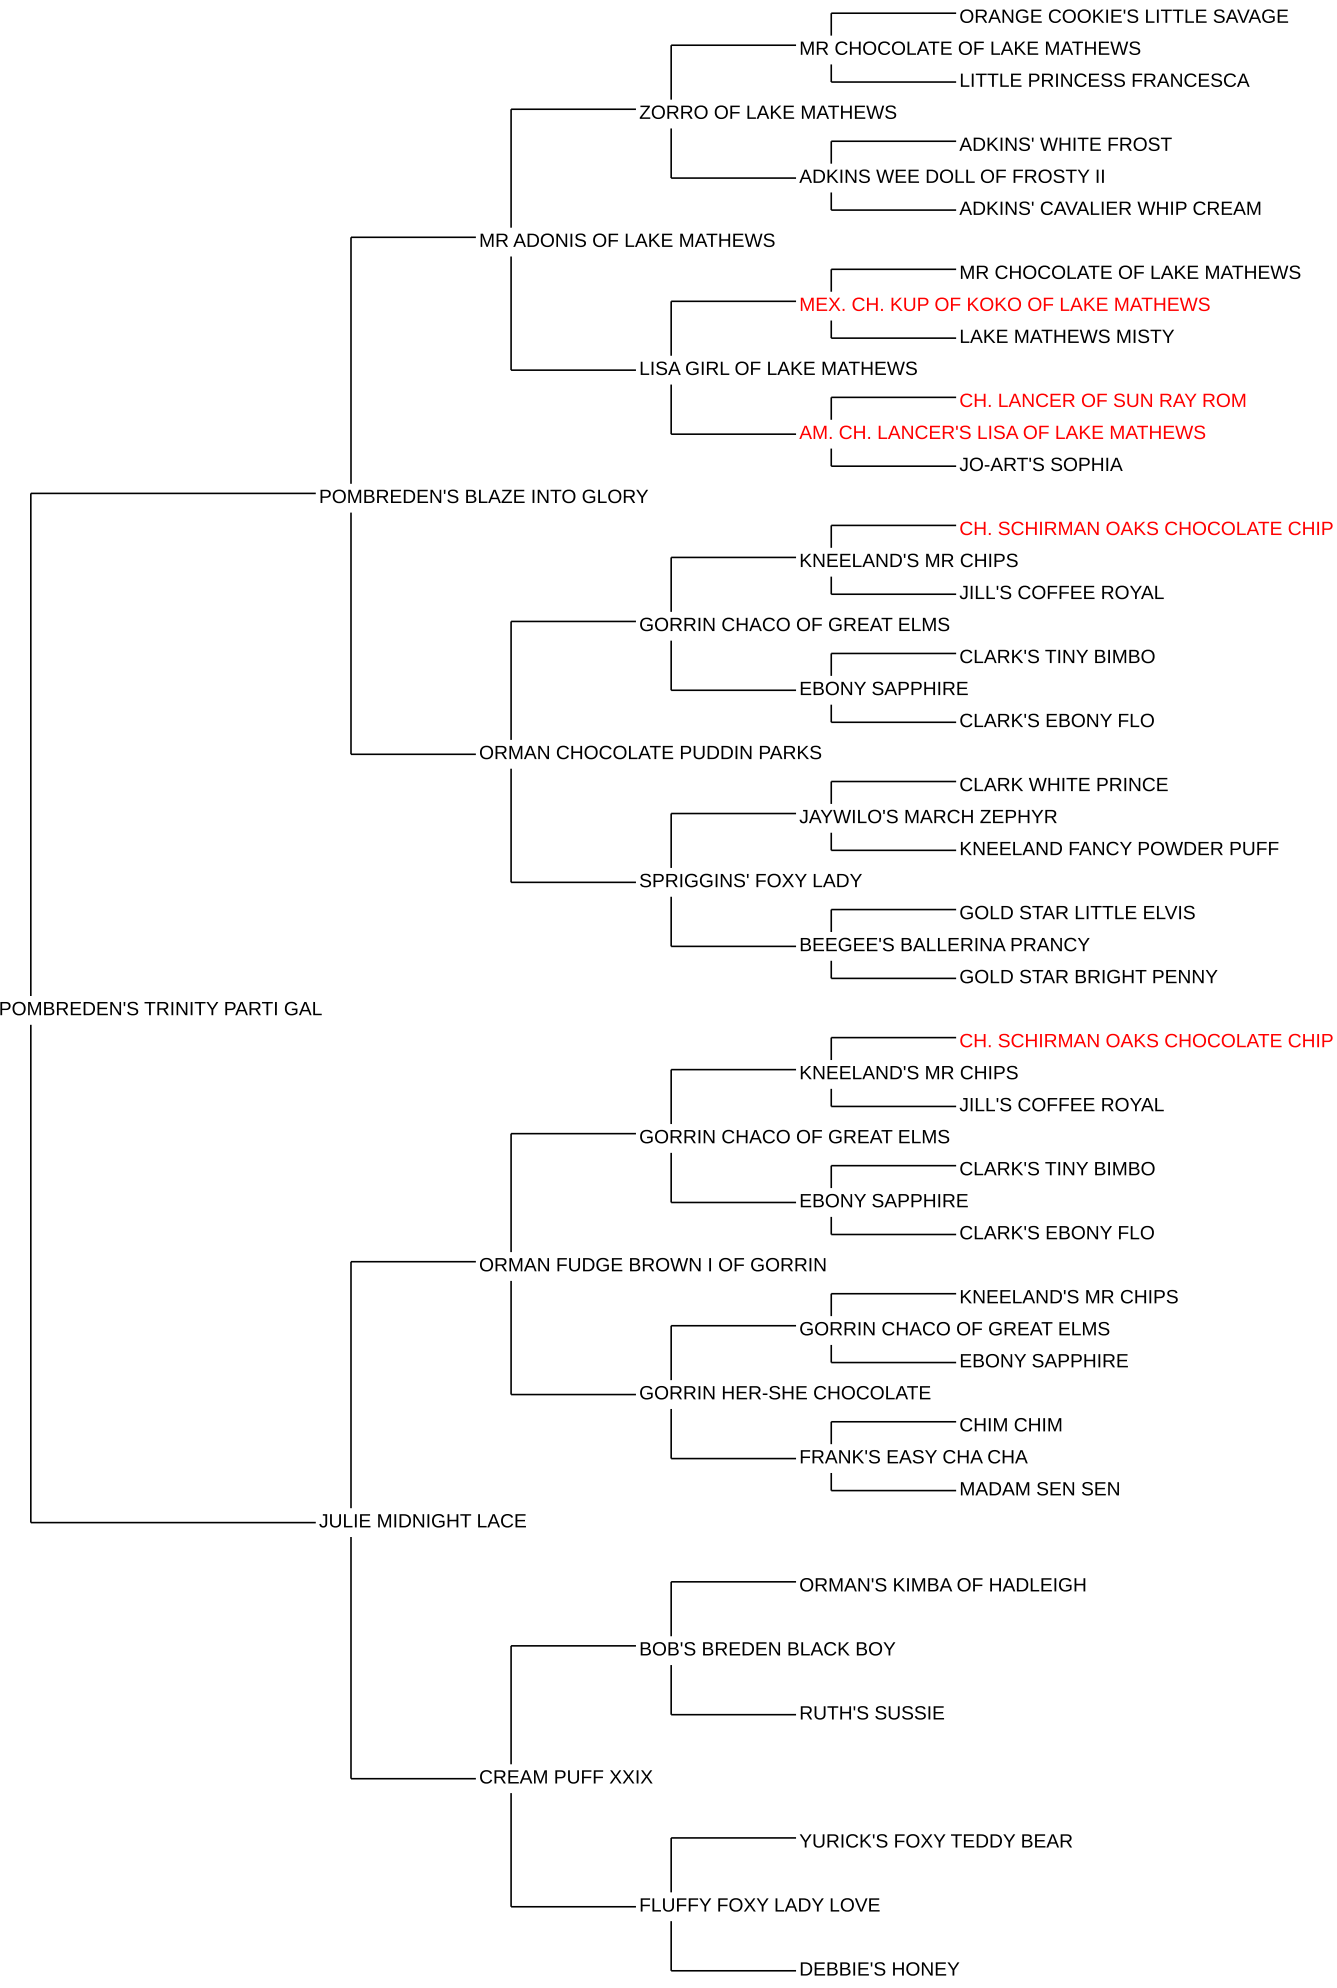 ORANGE COOKIE'S LITTLE SAVAGE
MR CHOCOLATE OF LAKE MATHEWS
LITTLE PRINCESS FRANCESCA
ZORRO OF LAKE MATHEWS
ADKINS' WHITE FROST
ADKINS WEE DOLL OF FROSTY II
ADKINS' CAVALIER WHIP CREAM
MR ADONIS OF LAKE MATHEWS
MR CHOCOLATE OF LAKE MATHEWS
MEX. CH. KUP OF KOKO OF LAKE MATHEWS
LAKE MATHEWS MISTY
LISA GIRL OF LAKE MATHEWS
CH. LANCER OF SUN RAY ROM
AM. CH. LANCER'S LISA OF LAKE MATHEWS
JO-ART'S SOPHIA
POMBREDEN'S BLAZE INTO GLORY
CH. SCHIRMAN OAKS CHOCOLATE CHIP
KNEELAND'S MR CHIPS
JILL'S COFFEE ROYAL
GORRIN CHACO OF GREAT ELMS
CLARK'S TINY BIMBO
EBONY SAPPHIRE
CLARK'S EBONY FLO
ORMAN CHOCOLATE PUDDIN PARKS
CLARK WHITE PRINCE
JAYWILO'S MARCH ZEPHYR
KNEELAND FANCY POWDER PUFF
SPRIGGINS' FOXY LADY
GOLD STAR LITTLE ELVIS
BEEGEE'S BALLERINA PRANCY
GOLD STAR BRIGHT PENNY
POMBREDEN'S TRINITY PARTI GAL
CH. SCHIRMAN OAKS CHOCOLATE CHIP
KNEELAND'S MR CHIPS
JILL'S COFFEE ROYAL
GORRIN CHACO OF GREAT ELMS
CLARK'S TINY BIMBO
EBONY SAPPHIRE
CLARK'S EBONY FLO
ORMAN FUDGE BROWN I OF GORRIN
KNEELAND'S MR CHIPS
GORRIN CHACO OF GREAT ELMS
EBONY SAPPHIRE
GORRIN HER-SHE CHOCOLATE
CHIM CHIM
FRANK'S EASY CHA CHA
MADAM SEN SEN
JULIE MIDNIGHT LACE
ORMAN'S KIMBA OF HADLEIGH
BOB'S BREDEN BLACK BOY
RUTH'S SUSSIE
CREAM PUFF XXIX
YURICK'S FOXY TEDDY BEAR
FLUFFY FOXY LADY LOVE
DEBBIE'S HONEY